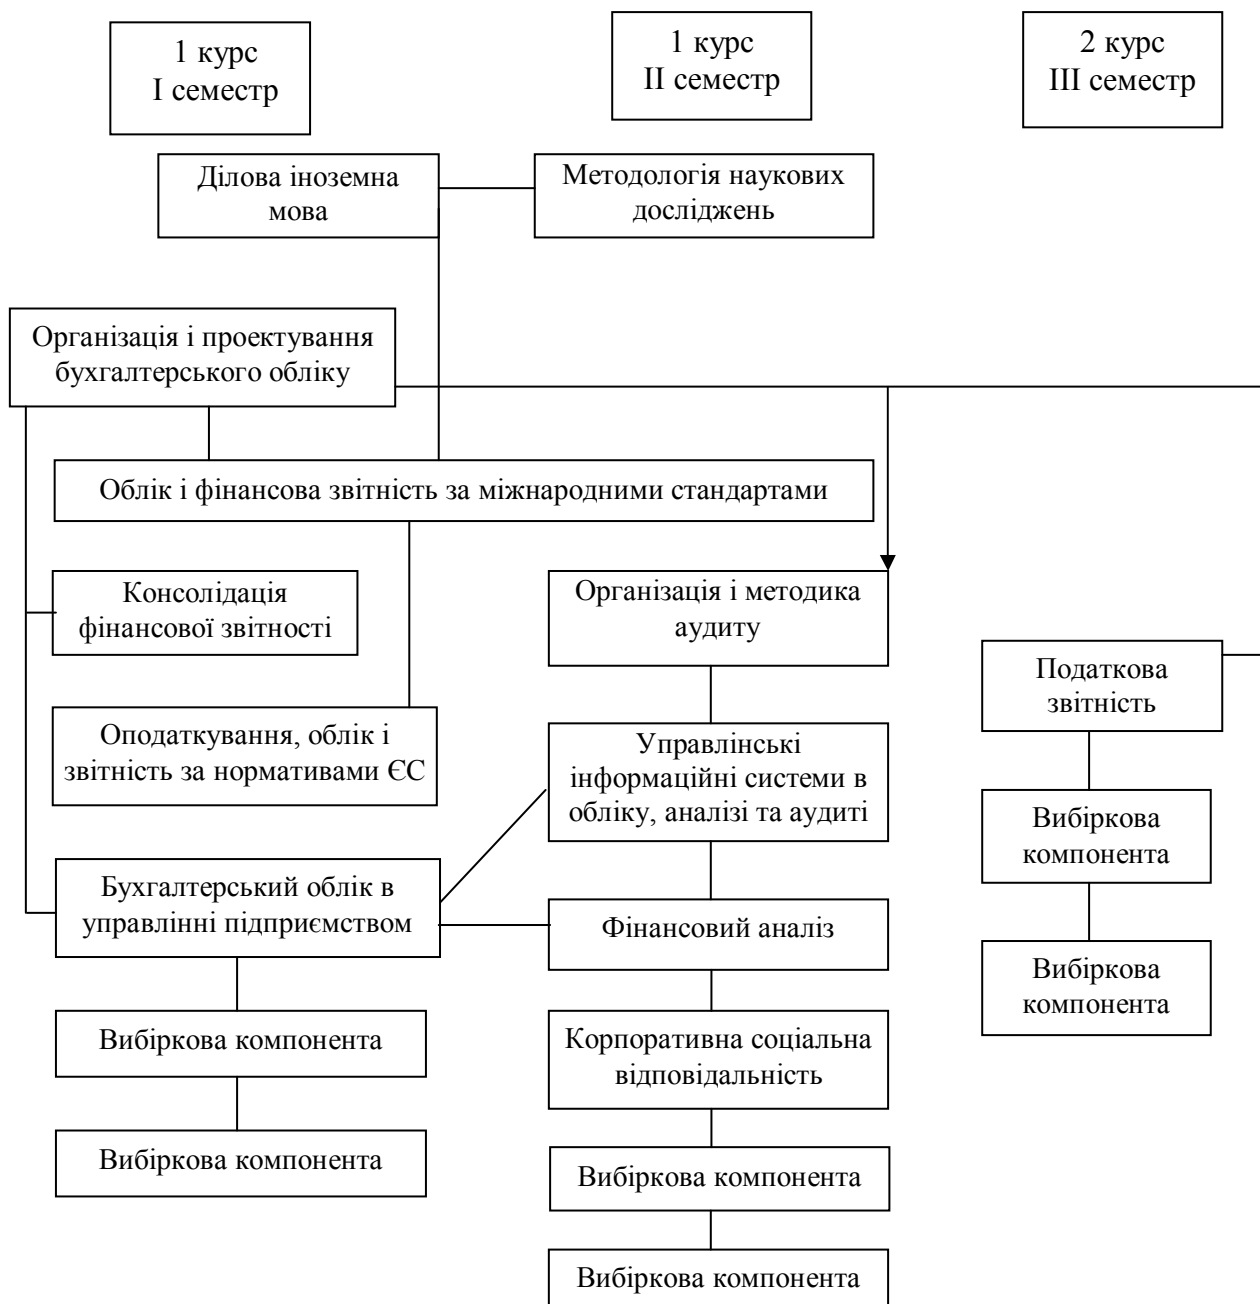 1 курс
I семестр
1 курс
II семестр
2 курс
III семестр
Ділова іноземна
мова
Методологія наукових
досліджень
Організація і проектування
бухгалтерського обліку
Облік і фінансова звітність за міжнародними стандартами
Консолідація
фінансової звітності
Організація і методика
аудиту
Податкова
звітність
Оподаткування, облік і
звітність за нормативами ЄС
Управлінські
інформаційні системи в
обліку, аналізі та аудиті
Вибіркова
компонента
Бухгалтерський облік в
управлінні підприємством
Фінансовий аналіз
Вибіркова
компонента
Вибіркова компонента
Корпоративна соціальна
відповідальність
Вибіркова компонента
Вибіркова компонента
Вибіркова компонента